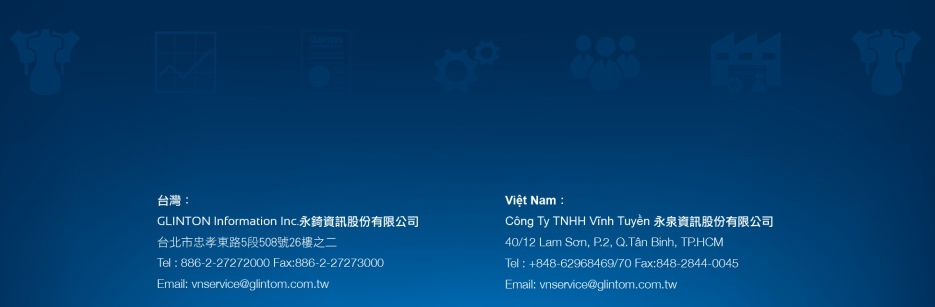 台灣：
GLINTON Information Inc.永錡資訊股份有限公司
台北市忠孝東路5段508號26樓之二
Tel : 886-2-27272000 Fax:886-2-27273000
Email: vnservice@glintom.com.tw
Việt Nam :
Công Ty TNHH Vĩnh Tuyền 永泉資訊股份有限公司
40/12 Lam Sơn, P.2, Q.Tân Bình, TP.HCM
Tel : +848-62968469/70 Fax:848-2844-0045
Email: vnservice@glintom.com.tw